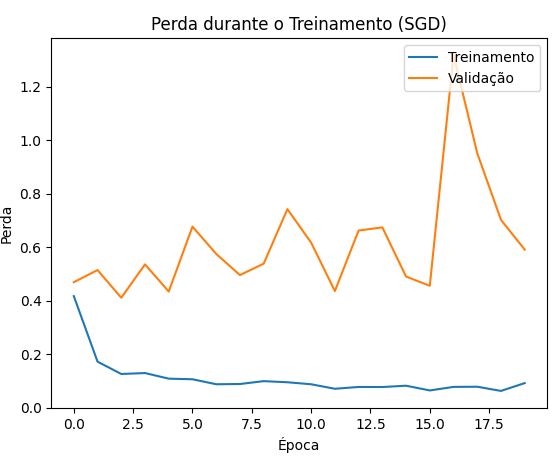 Perda durante o Treinamento (SGD)
Treinamento
Validação
1.2
1.0
0.8
0.6
0.4
0.2
0.0
Perda
0.0 2.5 5.0 7.5 10.0 12.5 15.0 17.5
Época